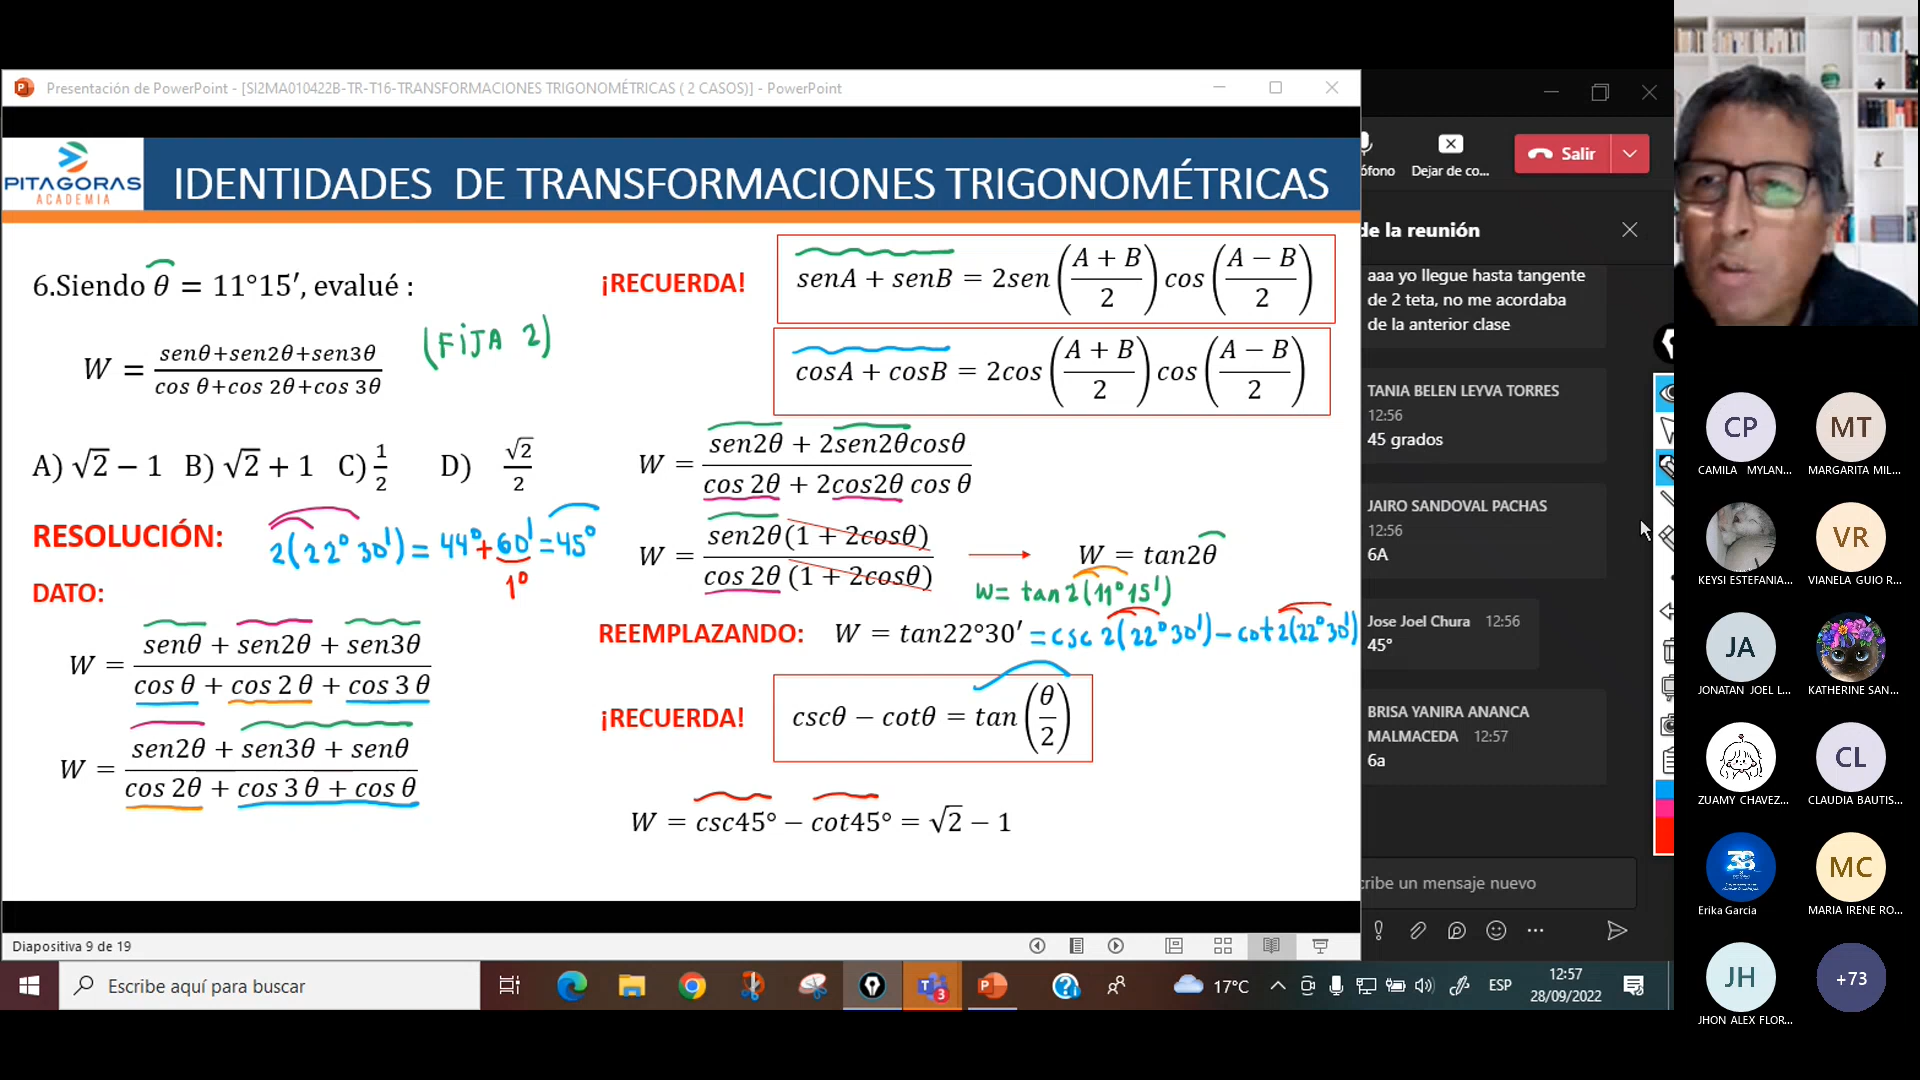 Presentación de PowerPoint - [SI2MA010422B-TR-T16-TRANSFORMACIONES TRIGONOMÉTRICAS ( 2 CASOS)] - PowerPoint
PITAGORAS
ACADEMIA
IDENTIDADES DE TRANSFORMACIONES TRIGONOMÉTRICAS
6.Siendo θ = 11°15′, evalué :
W = (senθ+sen2θ+sen3θ)/(cos θ+cos 2θ+cos 3θ)
(FIJA 2)
A) √2 − 1 B) √2 + 1 C) 1/2 D) √2/2
RESOLUCIÓN:
2(22° 30') = 44° + 60' = 45°
1°
DATO:
W = (senθ + sen2θ + sen3θ)/(cos θ + cos 2 θ + cos 3 θ)
W = (sen2θ + sen3θ + senθ)/(cos 2θ + cos 3 θ + cos θ)
¡RECUERDA!
senA + senB = 2sen((A + B)/2) cos((A − B)/2)
cosA + cosB = 2cos((A + B)/2) cos((A − B)/2)
W = (sen2θ + 2sen2θcosθ)/(cos 2θ + 2cos2θ cos θ)
W = (sen2θ(1 + 2cosθ))/(cos 2θ (1 + 2cosθ))
W = tan2θ
W = tan 2(11° 15')
REEMPLAZANDO: W = tan22°30′ = csc 2(22° 30') − cot 2(22° 30')
¡RECUERDA! cscθ − cotθ = tan(θ/2)
W = csc45° − cot45° = √2 − 1
Diapositiva 9 de 19
ófono
Dejar de co...
Salir
de la reunión
aaa yo llegue hasta tangente
de 2 teta, no me acordaba
de la anterior clase
TANIA BELEN LEYVA TORRES
12:56
45 grados
JAIRO SANDOVAL PACHAS
12:56
6A
Jose Joel Chura 12:56
45°
BRISA YANIRA ANANCA
MALMACEDA 12:57
6a
cribe un mensaje nuevo
CP
CAMILA MYLAN...
MT
MARGARITA MIL...
KEYSI ESTEFANIA...
VR
VIANELA GUIO R...
JA
JONATAN JOEL L...
KATHERINE SAN...
ZUAMY CHAVEZ...
CL
CLAUDIA BAUTIS...
38
Erika Garcia
MC
MARIA IRENE RO...
JH
JHON ALEX FLOR...
+73
Escribe aquí para buscar
3
17°C
ESP
12:57
28/09/2022